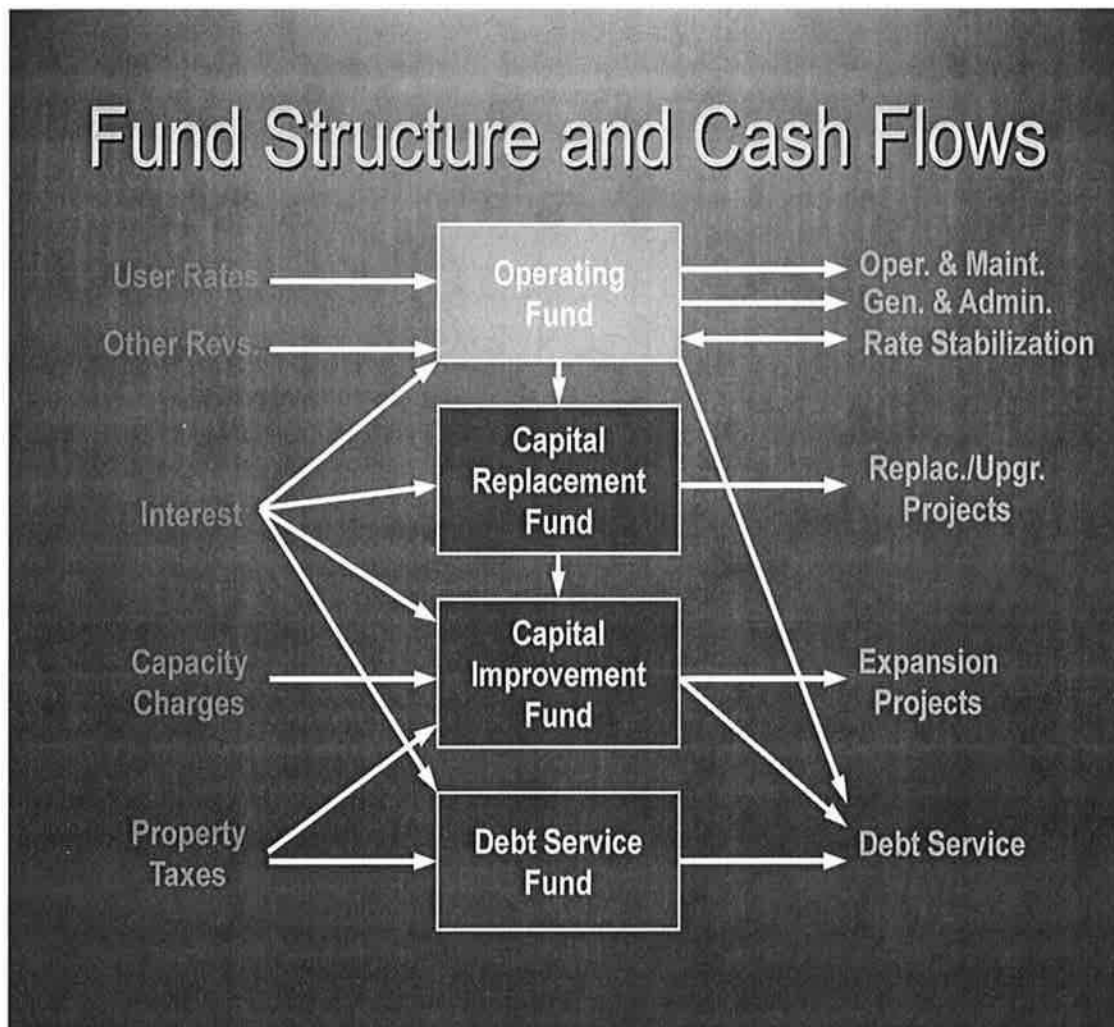 Fund Structure and Cash Flows
User Rates
Other Revs.
Interest
Capacity
Charges
Property
Taxes
Operating
Fund
Capital
Replacement
Fund
Capital
Improvement
Fund
Debt Service
Fund
Oper. & Maint.
Gen. & Admin.
Rate Stabilization
Replac./Upgr.
Projects
Expansion
Projects
Debt Service